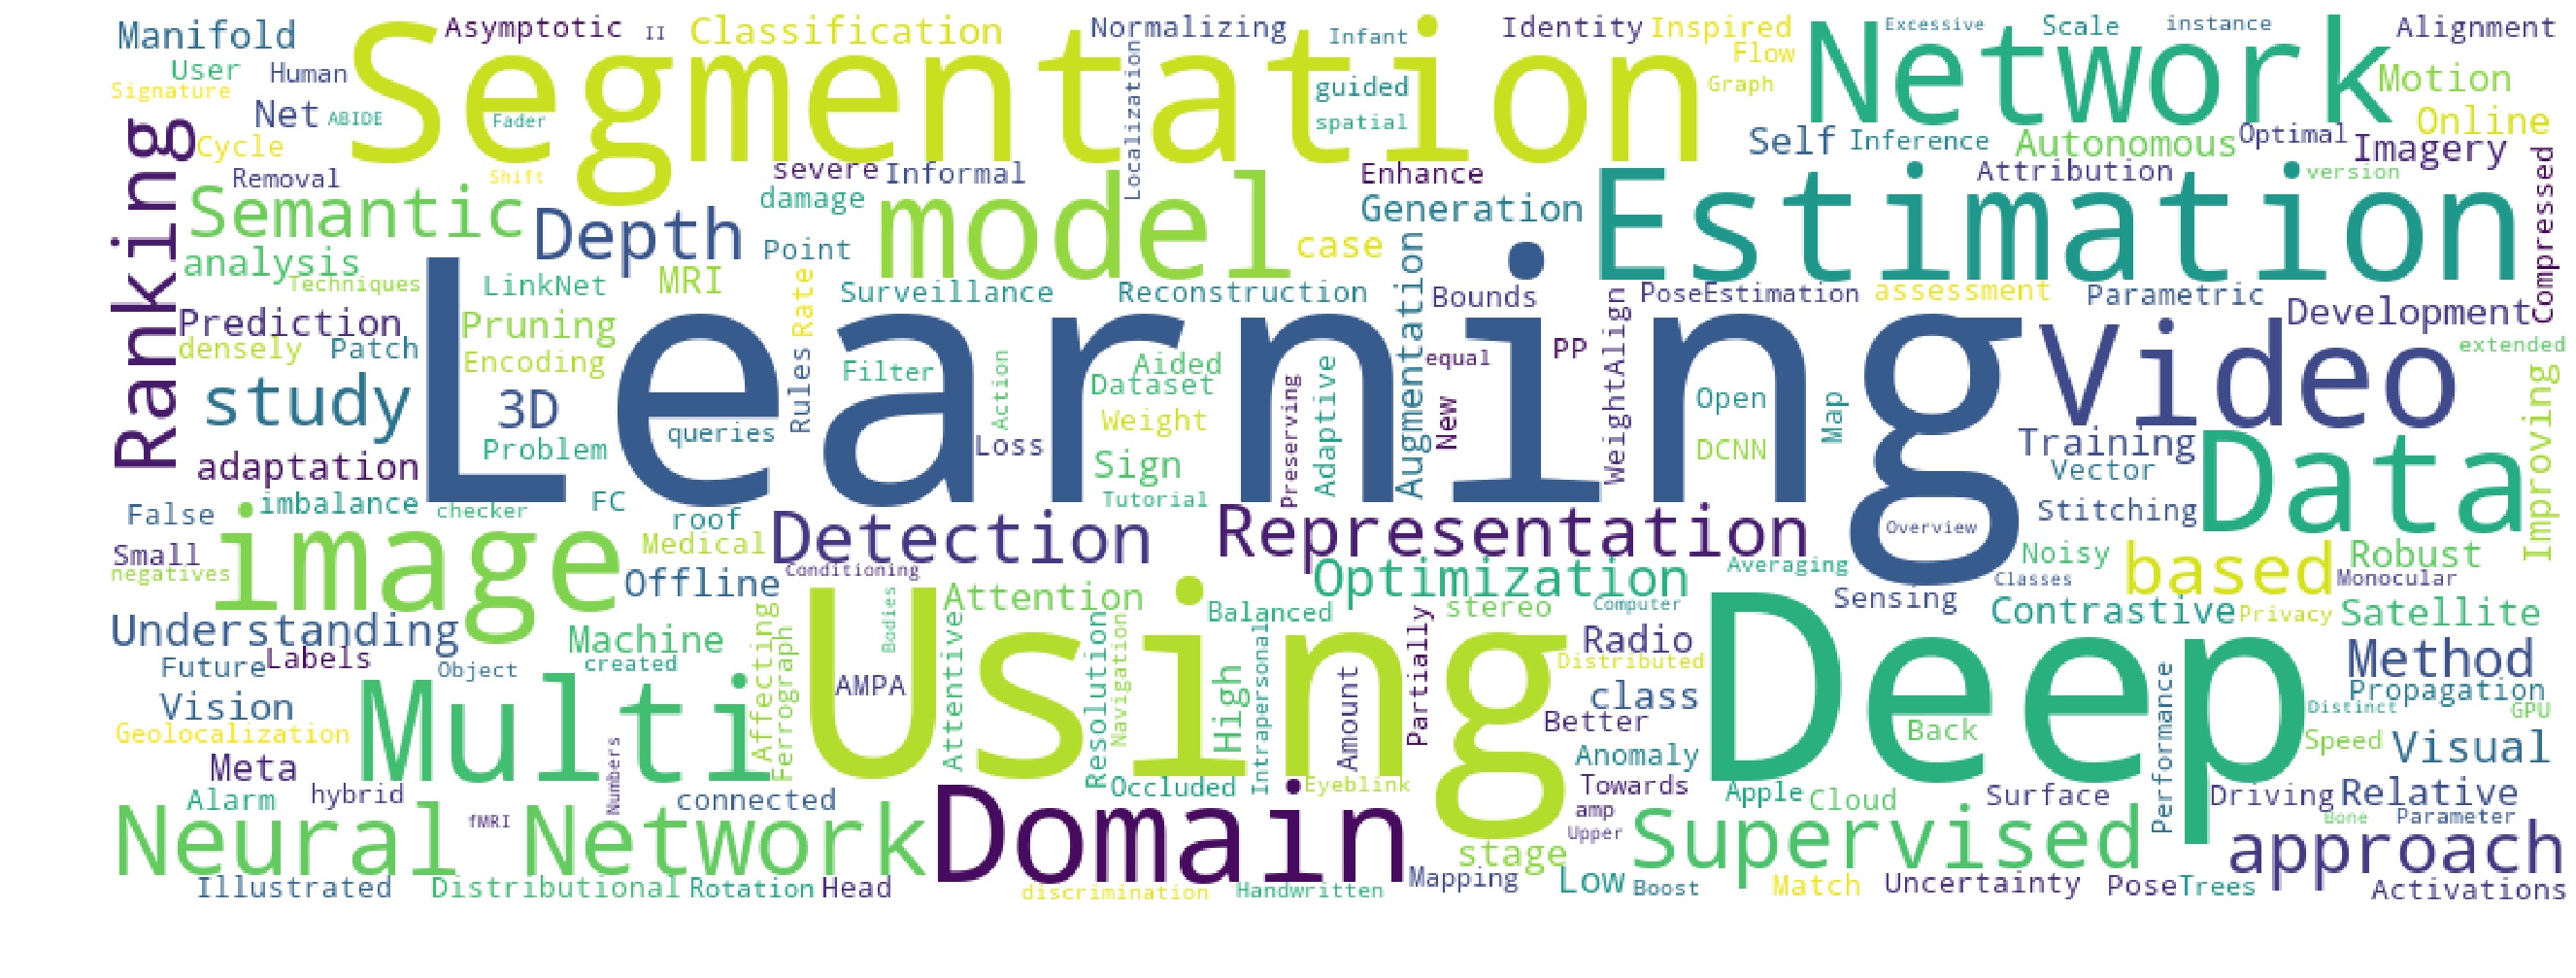 Manifold
Segmentation
Asymptotic
II
Classification
Normalizing
Infant
Identity
Inspired
Network
Excessive
Scale
instance
Alignment
User
Human
Flow
Signature
Net
ABIDE
Fader
Localization
guided
Graph
Motion
spatial
Ranking
Cycle
Self
Inference
Autonomous
Optimal
Online
Imagery
Removal
Shift
severe
Informal
Enhance
Attribution
version
Compressed
Semantic
Depth
damage
model
Generation
Estimation
Point
case
analysis
Techniques
LinkNet
MRI
Rate
Surveillance
Reconstruction
Augmentation
Bounds
WeightAlign
PoseEstimation
assessment
Parametric
Development
Prediction
Learning
Pruning
densely
Patch
Encoding
Rules
Filter
Action
Aided
Dataset
equal
PP
Video
extended
study
3D
queries
Weight
Preserving
Adaptive
New
Open
Map
Problem
Loss
Sign
DCNN
Training
Data
Improving
adaptation
Vector
Tutorial
False
imbalance
checker
FC
roof
Detection
Representation
Overview
Stitching
Small
image
Medical
negatives
Offline
Conditioning
Optimization
Averaging
Noisy
based
Robust
Classes
Monocular
Using
Attention
Balanced
stereo
Computer
Sensing
Contrastive
Privacy
Satellite
Understanding
Machine
Affecting
Ferrograph
Bodies
Attentive
Resolution
Navigation
High
Intrapersonal
Partially
Radio
Deep
Method
Future
Labels
Object
created
AMPA
Distributed
Vision
Multi
Amount
class
Performance
Propagation
Distinct
GPU
Geolocalization
Better
Back
Speed
Visual
Meta
Numbers
Anomaly
Alarm
hybrid
connected
Occluded
Eyeblink
Towards
Apple
Cloud
Surface
Driving
Relative
Neural Network
fMRI
Domain
amp
Upper
Supervised
Bone
Parameter
stage
approach
Illustrated
Distributional
Rotation
Head
discrimination
Handwritten
Mapping
Low
Boost
Match
Uncertainty
Pose
Trees
Activations